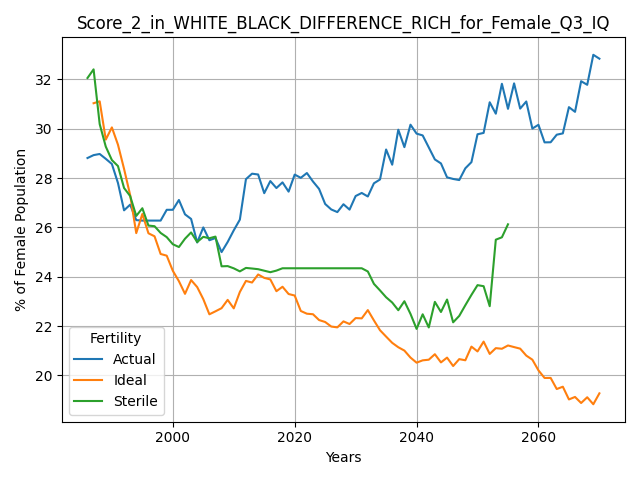 Score_2_in_WHITE_BLACK_DIFFERENCE_RICH_for_Female_Q3_IQ
% of Female Population
32
30
28
26
24
22
20
Fertility
Actual
Ideal
Sterile
2000
2020
2040
2060
Years